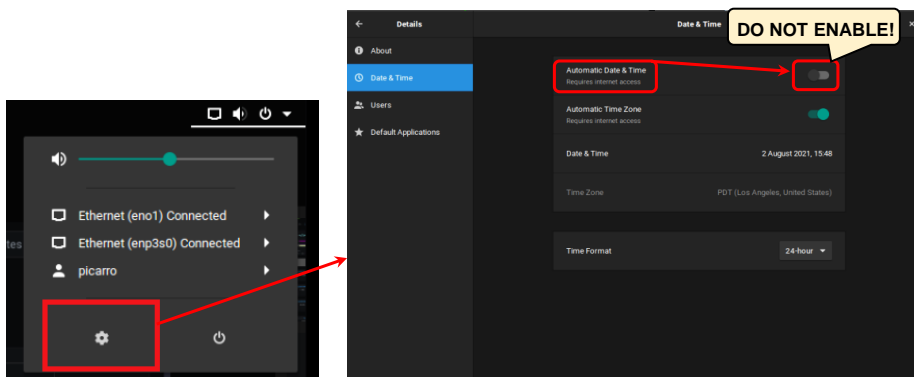 Ethernet (eno1) Connected
Ethernet (enp3s0) Connected
picarro
tes
Details
Date & Time
DO NOT ENABLE!
About
Date & Time
Users
Default Applications
Automatic Date & Time
Requires internet access
Automatic Time Zone
Requires internet access
Date & Time 2 August 2021, 15:48
Time Zone PDT (Los Angeles, United States)
Time Format 24-hour